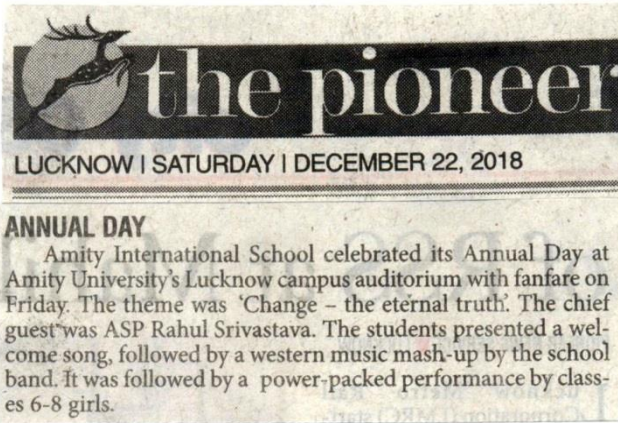 the pioneer
LUCKNOW | SATURDAY | DECEMBER 22, 2018
ANNUAL DAY
Amity International School celebrated its Annual Day at
Amity University's Lucknow campus auditorium with fanfare on
Friday. The theme was ‘Change – the eternal truth’. The chief
guest was ASP Rahul Srivastava. The students presented a wel-
come song, followed by a western music mash-up by the school
band. It was followed by a power-packed performance by class-
es 6-8 girls.